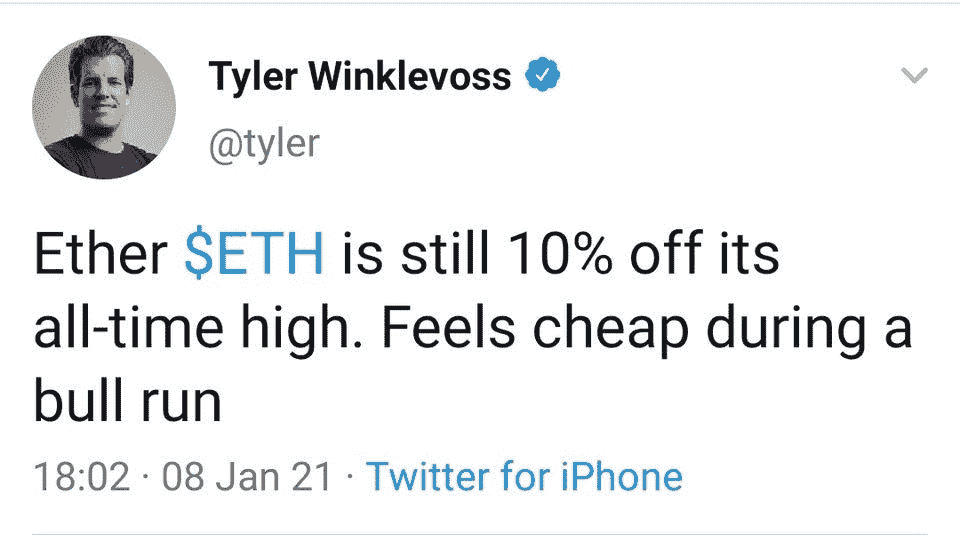 Tyler Winklevoss
@tyler
Ether $ETH is still 10% off its
all-time high. Feels cheap during a
bull run
18:02 · 08 Jan 21 · Twitter for iPhone